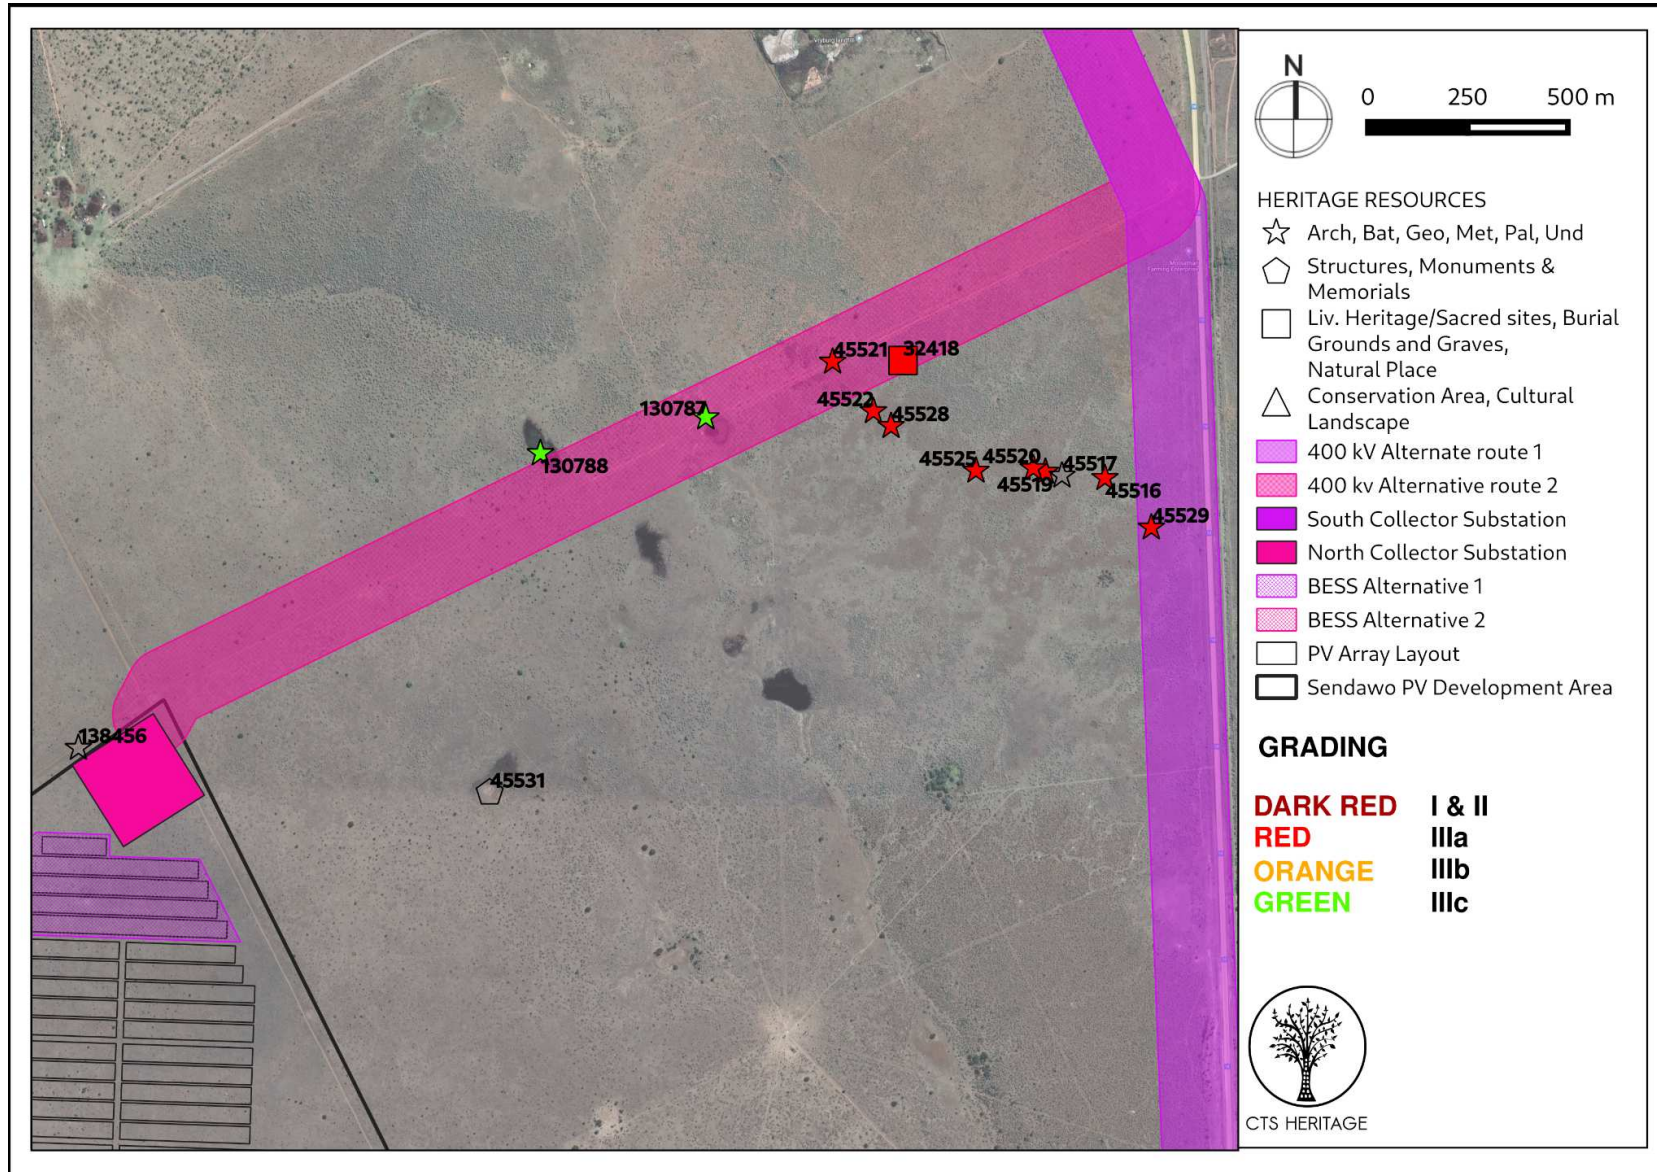 N
0 250 500 m
HERITAGE RESOURCES
Arch, Bat, Geo, Met, Pal, Und
Structures, Monuments &
Memorials
Liv. Heritage/Sacred sites, Burial
Grounds and Graves,
Natural Place
Conservation Area, Cultural
Landscape
400 kV Alternate route 1
400 kv Alternative route 2
South Collector Substation
North Collector Substation
BESS Alternative 1
BESS Alternative 2
PV Array Layout
Sendawo PV Development Area
GRADING
DARK RED I & II
RED IIIa
ORANGE IIIb
GREEN IIIc
CTS HERITAGE
45521
32418
130787
45522
45528
130788
45525
45520
45517
45519
45516
45529
138456
45531